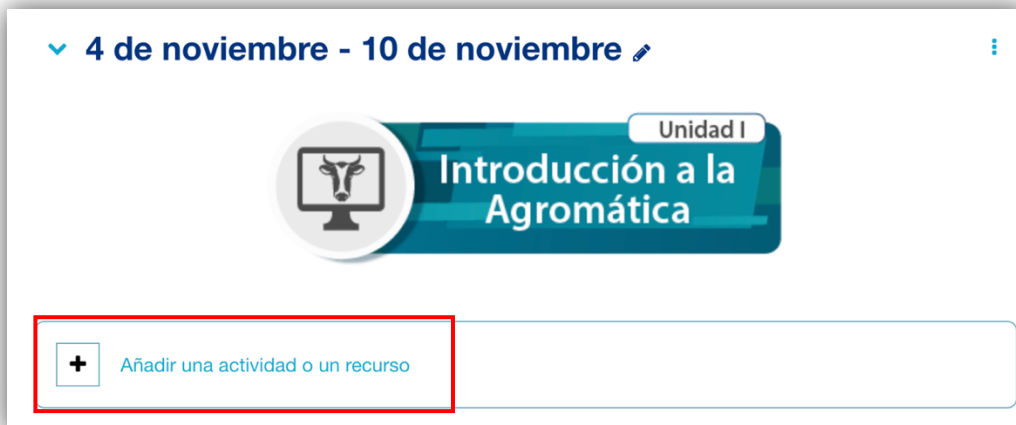 4 de noviembre - 10 de noviembre
Unidad I
Introducción a la
Agromática
Añadir una actividad o un recurso